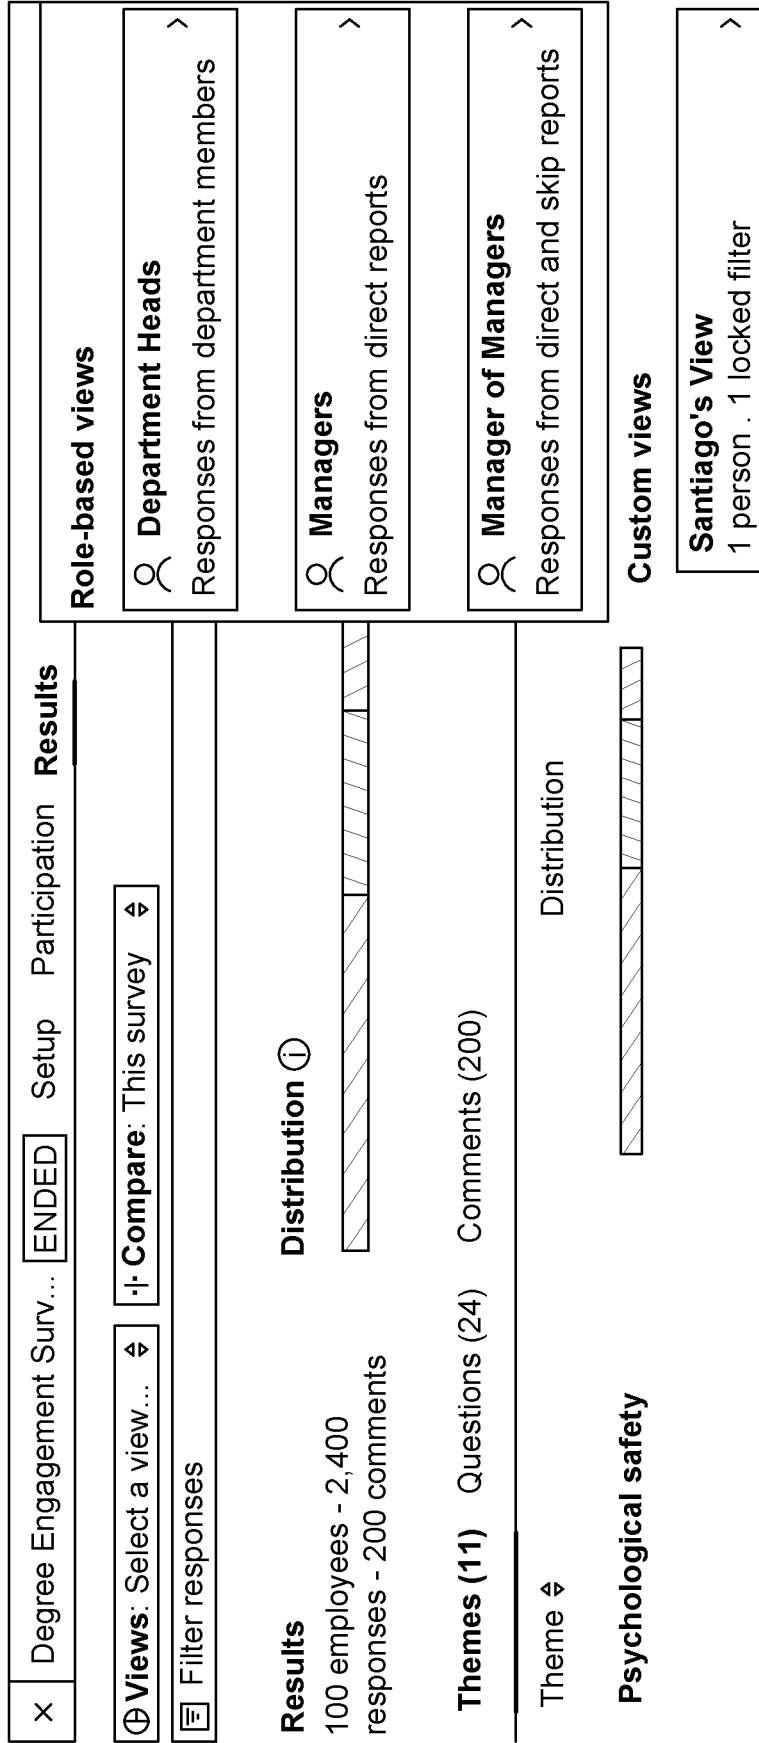 × Degree Engagement Surv... ENDED Setup Participation Results
Views: Select a view... Compare: This survey
Filter responses
Results
100 employees - 2,400
responses - 200 comments
Distribution i
Themes (11) Questions (24) Comments (200)
Theme Distribution
Psychological safety
Role-based views
Department Heads
Responses from department members
Managers
Responses from direct reports
Manager of Managers
Responses from direct and skip reports
Custom views
Santiago's View
1 person . 1 locked filter